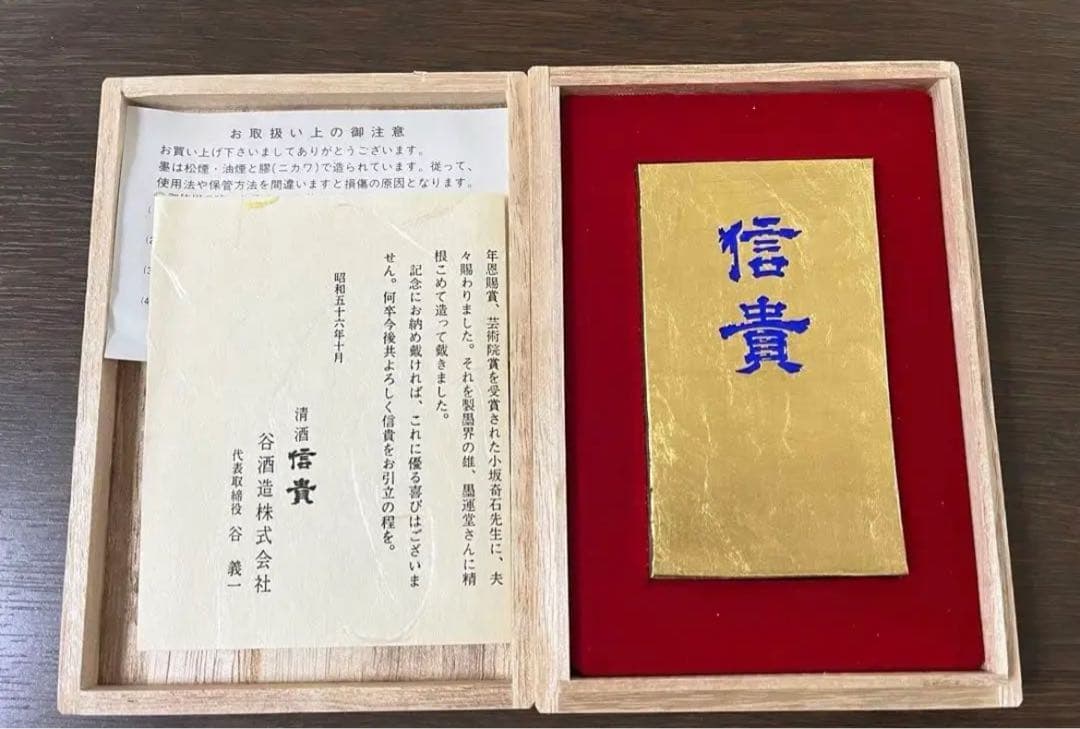 お取扱い上の御注意
お買い上げ下さいましてありがとうございます。
墨は松煙・油煙と膠(ニカワ)で造られています。従って、
使用法や保管方法を間違いますと損傷の原因となります。
(2
(3
(4
年恩賜賞、芸術院賞を受賞された小坂奇石先生に、夫
々賜わりました。それを製墨界の雄、墨運堂さんに精
根こめて造って戴きました。
記念にお納め戴ければ、これに優る喜びはございま
せん。何卒今後共よろしく信貴をお引立の程を。
昭和五十六年十月
清酒 信貴
谷酒造株式会社
代表取締役 谷 義一
信貴